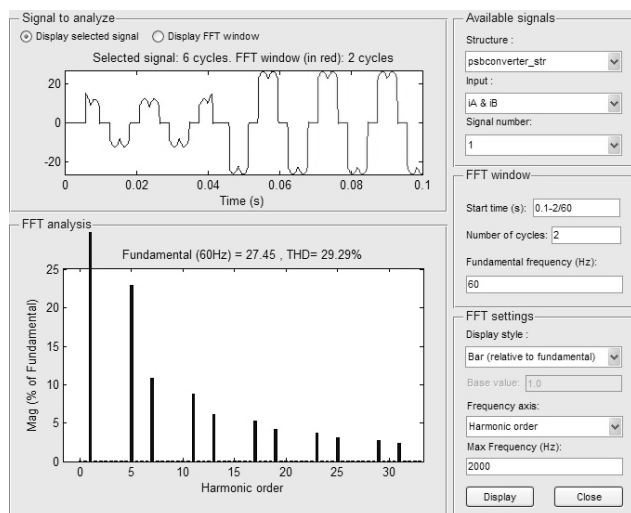 Signal to analyze
Display selected signal
Display FFT window
Selected signal: 6 cycles. FFT window (in red): 2 cycles
20
0
-20
0
0.02
0.04
0.06
0.08
0.1
Time (s)
FFT analysis
Fundamental (60Hz) = 27.45 , THD= 29.29%
Mag (% of Fundamental)
25
20
15
10
5
0
0
5
10
15
20
25
30
Harmonic order
Available signals
Structure :
psbconverter_str
Input :
iA & iB
Signal number:
1
FFT window
Start time (s): 0.1-2/60
Number of cycles: 2
Fundamental frequency (Hz):
60
FFT settings
Display style :
Bar (relative to fundamental)
Base value: 1.0
Frequency axis:
Harmonic order
Max Frequency (Hz):
2000
Display
Close